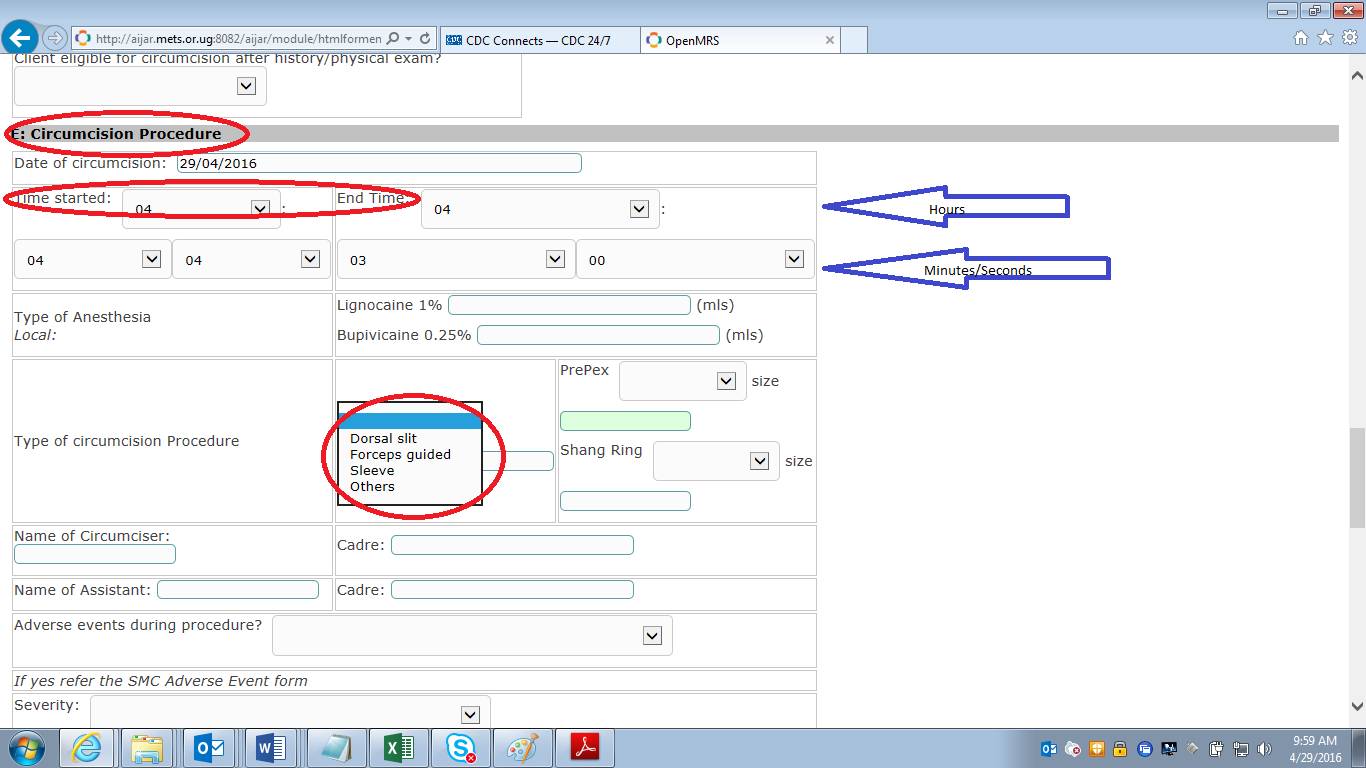 http://aijar.mets.or.ug:8082/aijar/module/htmlformen
CDC CDC Connects — CDC 24/7
OpenMRS
Client eligible for circumcision after history/physical exam?
E: Circumcision Procedure
Date of circumcision: 29/04/2016
Time started: 04 : End Time: 04 :
Hours
04 04 03 00
Minutes/Seconds
Type of Anesthesia
Local:
Lignocaine 1% (mls)
Bupivicaine 0.25% (mls)
Type of circumcision Procedure
Dorsal slit
Forceps guided
Sleeve
Others
PrePex size
Shang Ring size
Name of Circumciser:
Cadre:
Name of Assistant:
Cadre:
Adverse events during procedure?
If yes refer the SMC Adverse Event form
Severity:
9:59 AM
4/29/2016